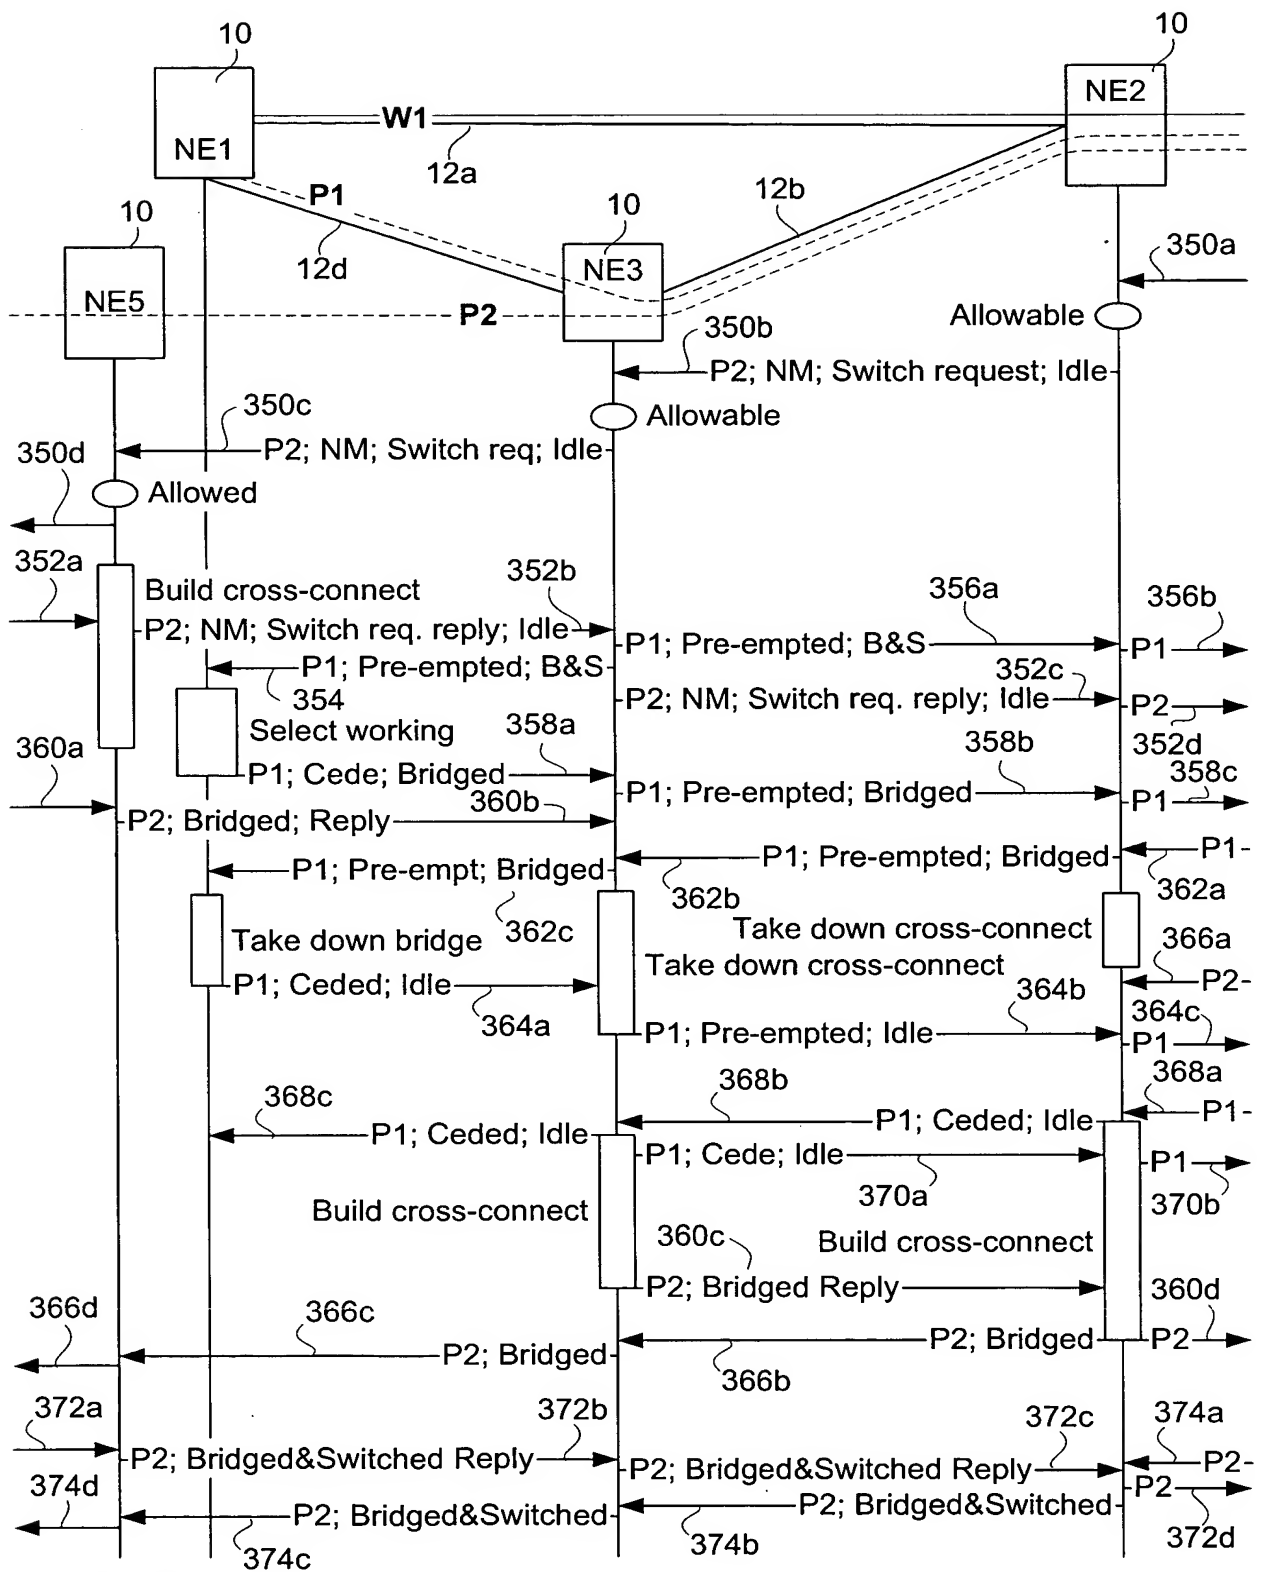 10
10
W1
NE2
NE1
12a
P1
12b
10
10
12d
NE3
350a
NE5
P2
350b
Allowable
P2; NM; Switch request; Idle
350c
Allowable
350d
P2; NM; Switch req; Idle
Allowed
352a
352b
Build cross-connect
356a
356b
P2; NM; Switch req. reply; Idle
P1; Pre-empted; B&S
P1
P1; Pre-empted; B&S
352c
354
P2; NM; Switch req. reply; Idle
P2
Select working
358a
358b
352d
360a
P1; Cede; Bridged
358c
360b
P1; Pre-empted; Bridged
P1
P2; Bridged; Reply
P1; Pre-empted; Bridged
P1
P1; Pre-empt; Bridged
362b
362a
362c
Take down cross-connect
Take down bridge
366a
Take down cross-connect
P1; Ceded; Idle
P2
364a
364b
364c
P1; Pre-empted; Idle
P1
368c
368b
368a
P1; Ceded; Idle
P1
P1; Ceded; Idle
P1; Cede; Idle
P1
370a
370b
Build cross-connect
360c
Build cross-connect
P2; Bridged Reply
360d
366d
366c
P2; Bridged
P2
P2; Bridged
366b
372a
372b
372c
374a
P2; Bridged&Switched Reply
P2; Bridged&Switched Reply
P2
374d
P2
P2; Bridged&Switched
P2; Bridged&Switched
374c
374b
372d